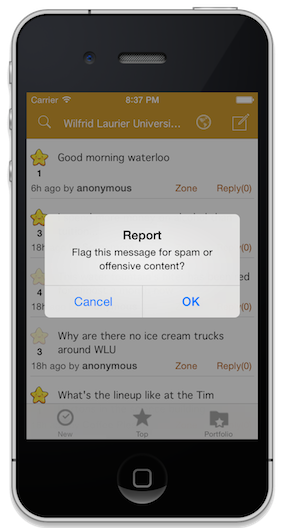 Carrier 8:37 PM
Wilfrid Laurier Universi...
Good morning waterloo
1
6h ago by anonymous Zone Reply(0)
3
18h
Report
Flag this message for spam or
offensive content?
Cancel OK
4
18h
Why are there no ice cream trucks
around WLU
3
18h ago by anonymous Zone Reply(0)
What's the lineup like at the Tim
New Top Portfolio